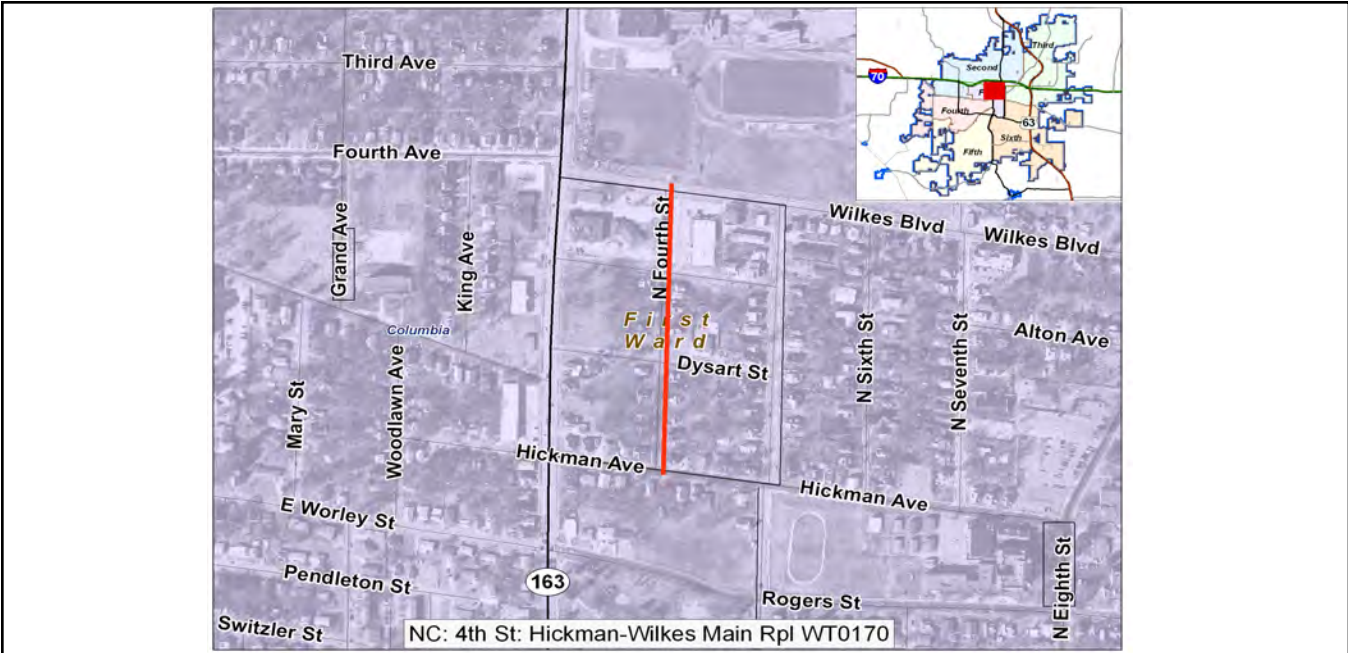 Third Ave
Fourth Ave
Grand Ave
King Ave
Columbia
Mary St
Woodlawn Ave
N Fourth St
First
Ward
Dysart St
Wilkes Blvd
Wilkes Blvd
N Sixth St
N Seventh St
Alton Ave
Hickman Ave
Hickman Ave
E Worley St
Pendleton St
Switzler St
163
Rogers St
N Eighth St
NC: 4th St: Hickman-Wilkes Main Rpl WT0170
Third
Second
70
Fourth
63
Sixth
Fifth